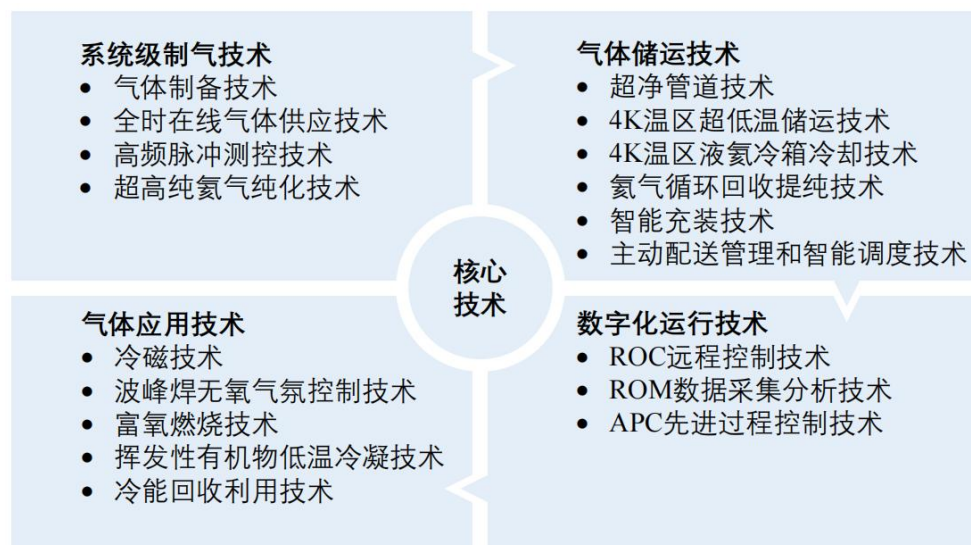 系统级制气技术
• 气体制备技术
• 全时在线气体供应技术
• 高频脉冲测控技术
• 超高纯氦气纯化技术
气体储运技术
• 超净管道技术
• 4K温区超低温储运技术
• 4K温区液氦冷箱冷却技术
• 氦气循环回收提纯技术
• 智能充装技术
• 主动配送管理和智能调度技术
核心
技术
气体应用技术
• 冷磁技术
• 波峰焊无氧气氛控制技术
• 富氧燃烧技术
• 挥发性有机物低温冷凝技术
• 冷能回收利用技术
数字化运行技术
• ROC远程控制技术
• ROM数据采集分析技术
• APC先进过程控制技术